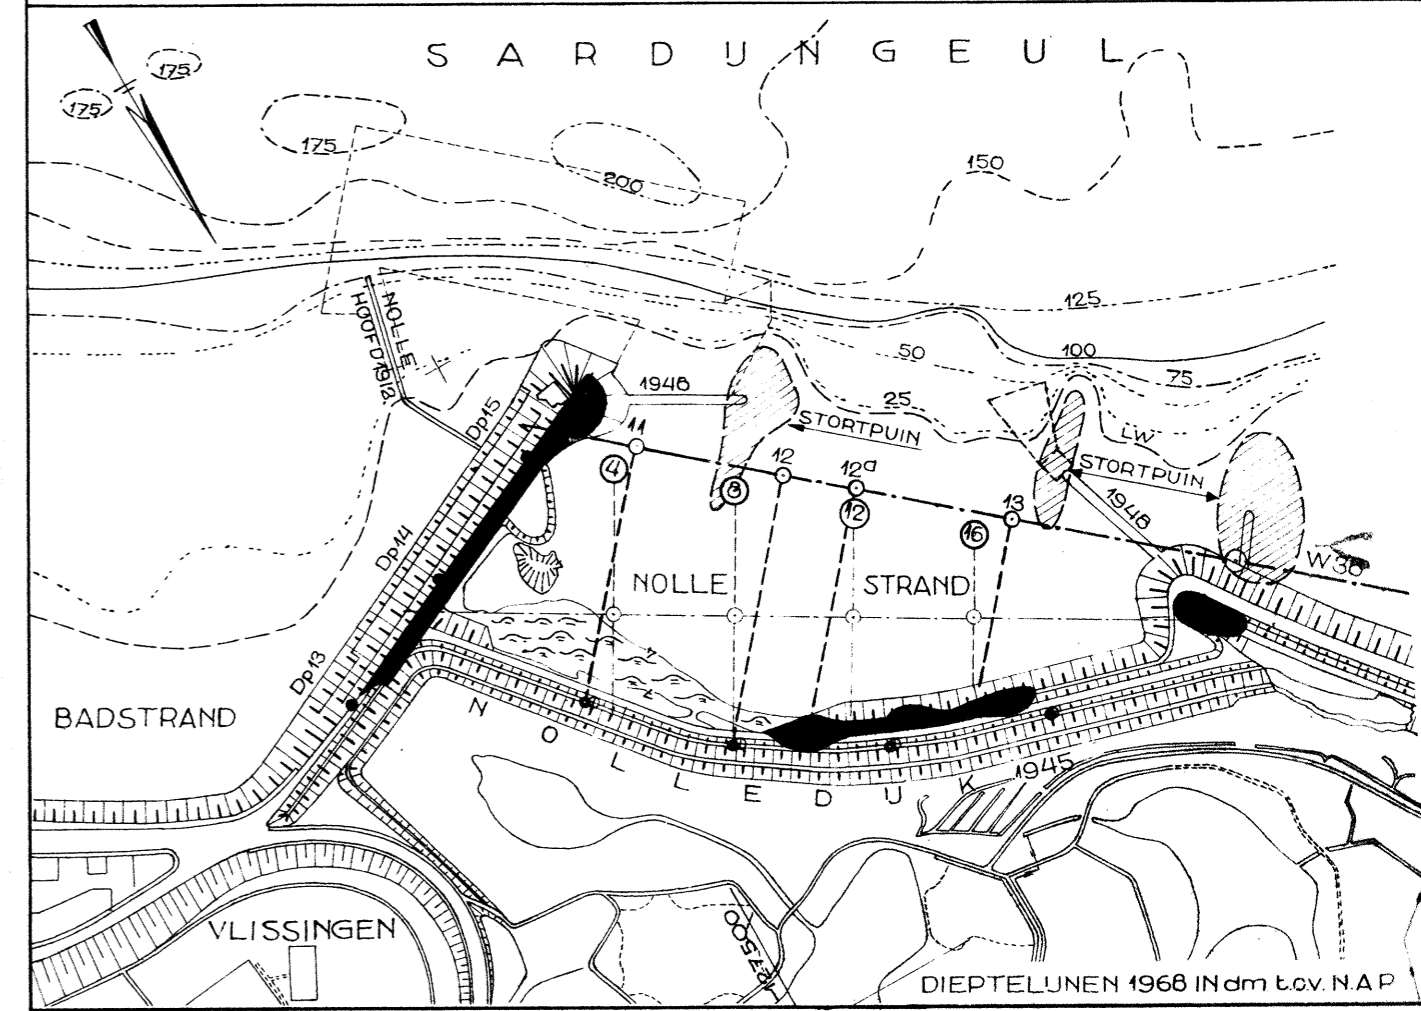 SARDUNGEUL
175
175
175
200
150
125
NOLLE
HOOFD 1912
50
100
75
25
1948
STORTPUIN
LW
Dp15
11
4
12
12a
8
12
13
16
STORTPUIN
1948
W38
Dp14
NOLLE STRAND
Dp13
BADSTRAND
NOLLEDIJK 1945
VLISSINGEN
DIEPTELIJNEN 1968 IN dm t.o.v. N.A.P